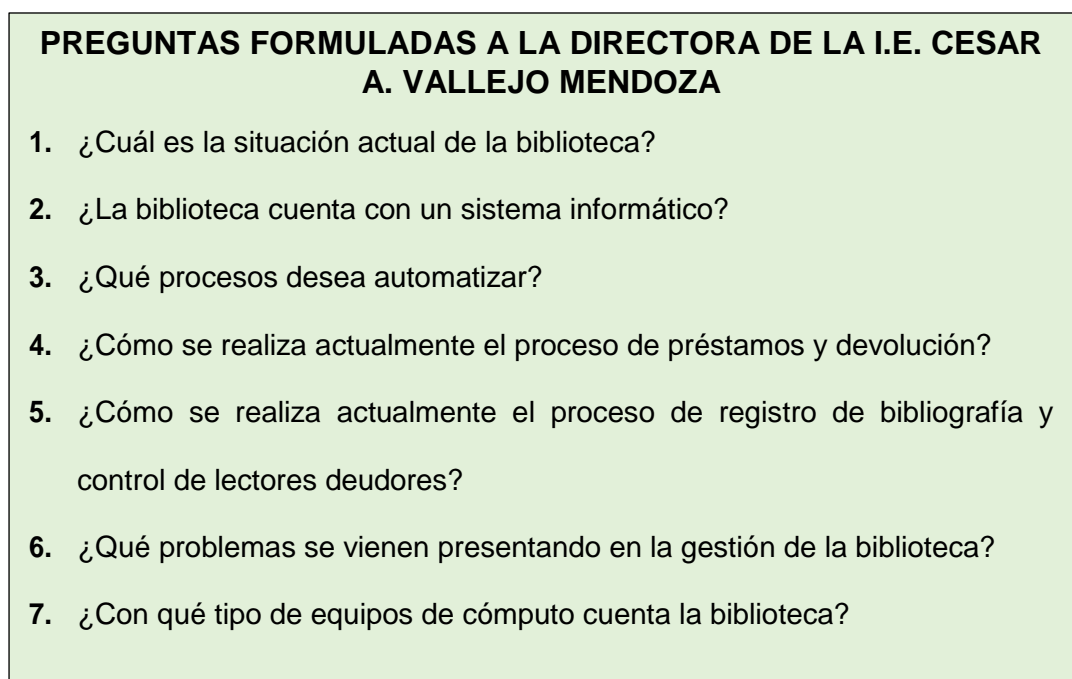 PREGUNTAS FORMULADAS A LA DIRECTORA DE LA I.E. CESAR
A. VALLEJO MENDOZA
1. ¿Cuál es la situación actual de la biblioteca?
2. ¿La biblioteca cuenta con un sistema informático?
3. ¿Qué procesos desea automatizar?
4. ¿Cómo se realiza actualmente el proceso de préstamos y devolución?
5. ¿Cómo se realiza actualmente el proceso de registro de bibliografía y
control de lectores deudores?
6. ¿Qué problemas se vienen presentando en la gestión de la biblioteca?
7. ¿Con qué tipo de equipos de cómputo cuenta la biblioteca?